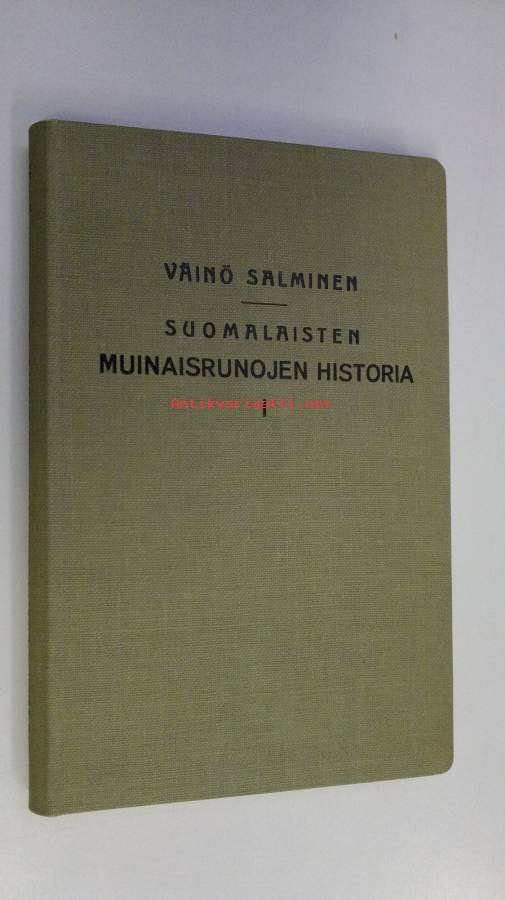 VÄINÖ SALMINEN
SUOMALAISTEN
MUINAISRUNOJEN HISTORIA
Antikvariaatti.net
I